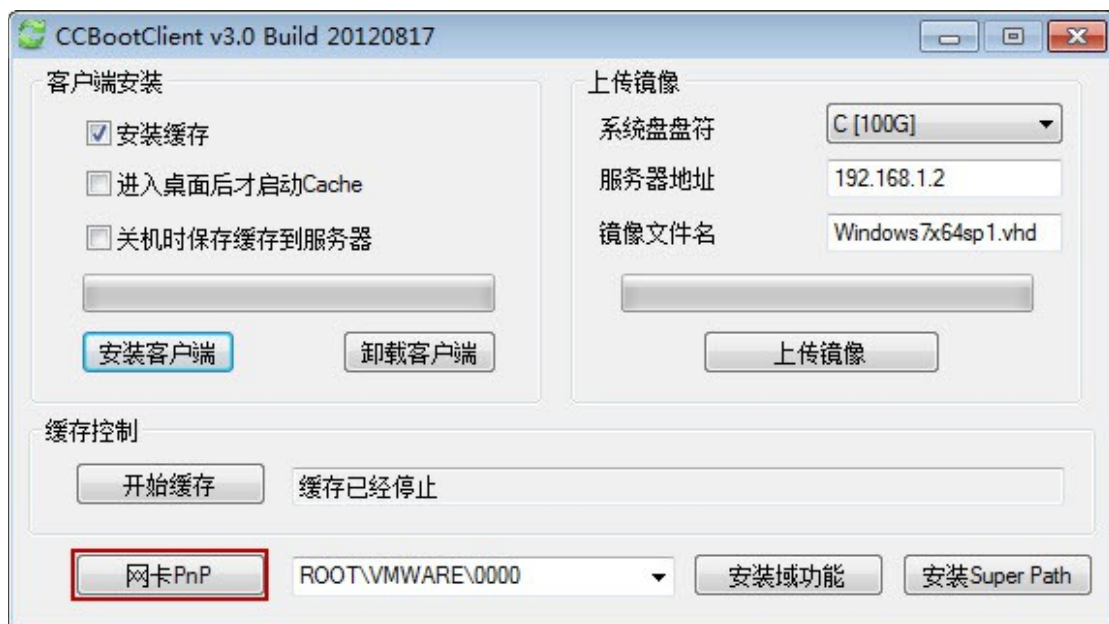 CCBootClient v3.0 Build 20120817
客户端安装
安装缓存
进入桌面后才启动Cache
关机时保存缓存到服务器
安装客户端 卸载客户端
上传镜像
系统盘盘符 C [100G]
服务器地址 192.168.1.2
镜像文件名 Windows7x64sp1.vhd
上传镜像
缓存控制
开始缓存 缓存已经停止
网卡PnP ROOT\VMWARE\0000 安装域功能 安装Super Path